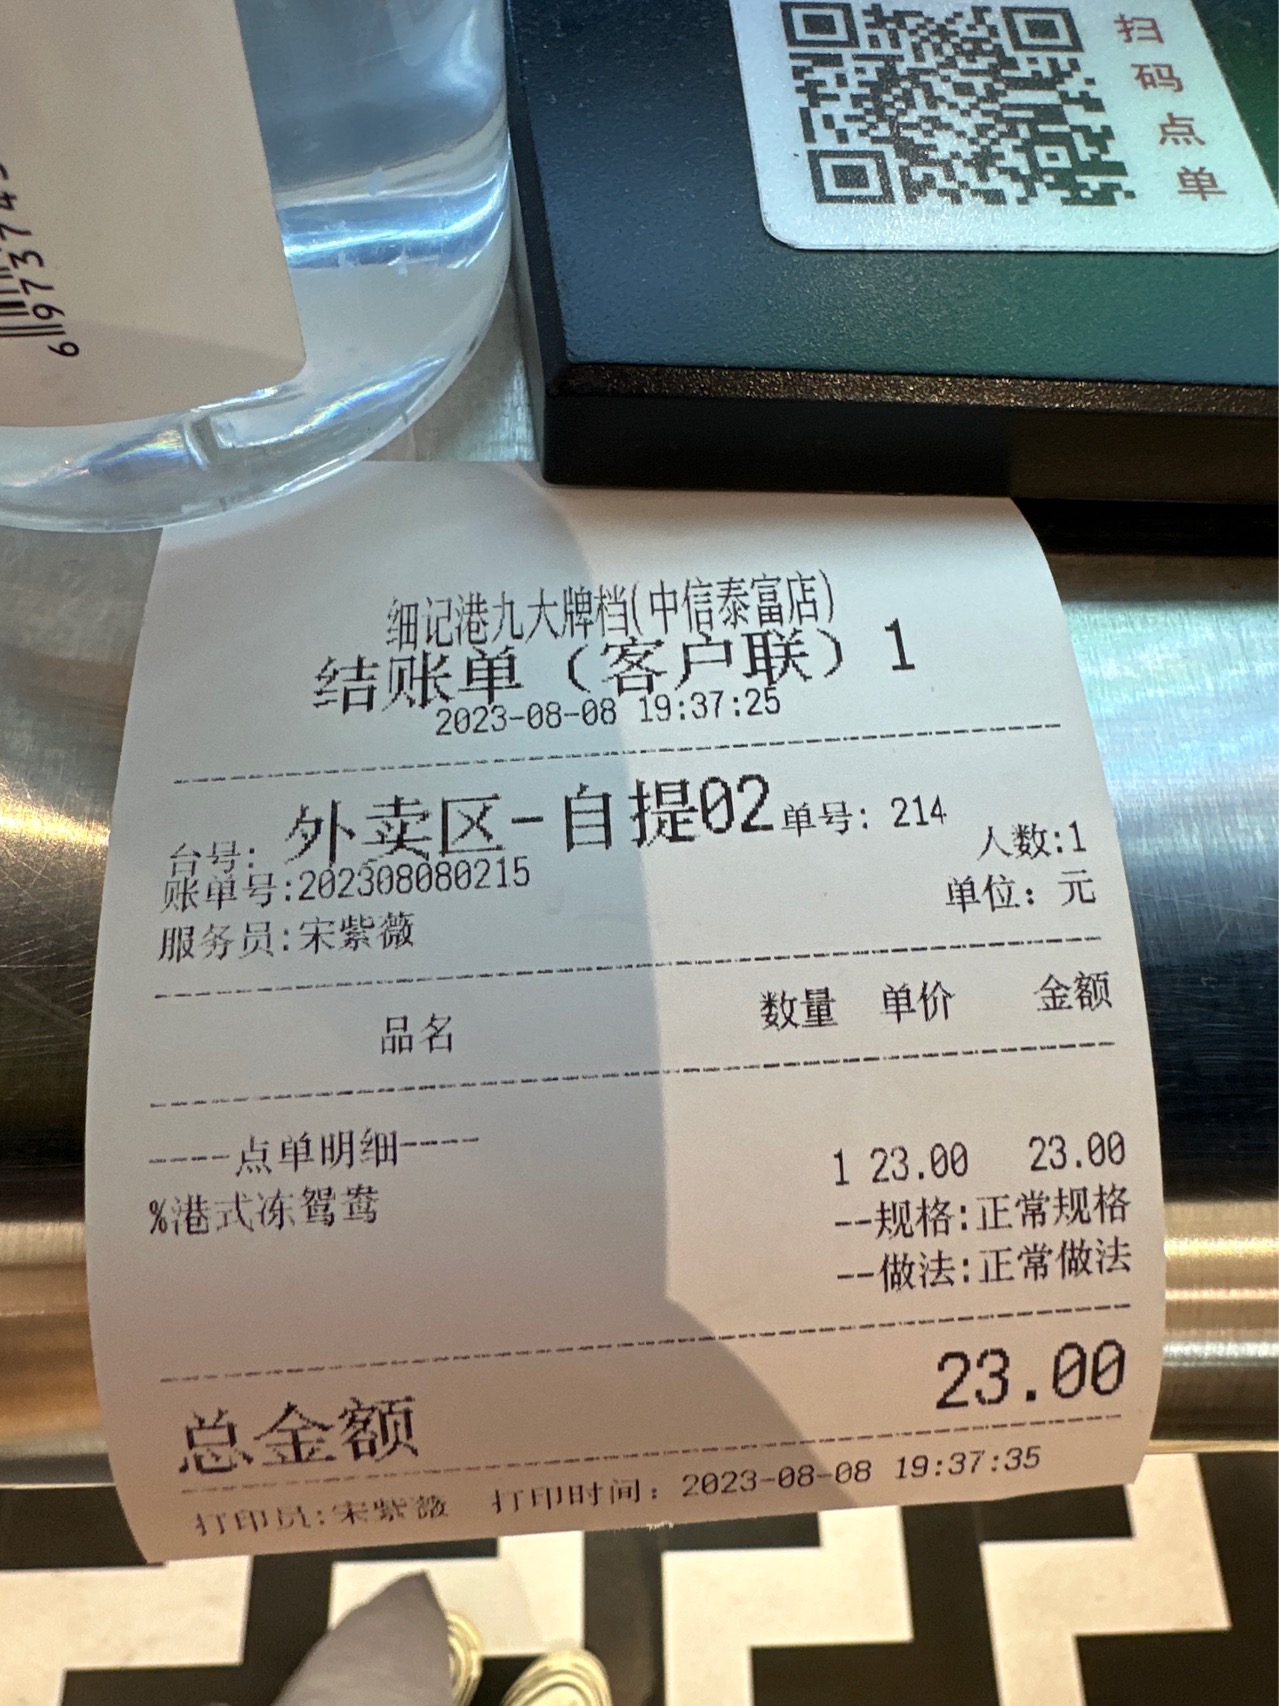 扫码点单
697374
细记港九大牌档(中信泰富店)
结账单（客户联）1
2023-08-08 19:37:25
台号: 外卖区-自提02 单号: 214
人数:1
账单号:202308080215
单位: 元
服务员:宋紫薇
品名 数量 单价 金额
----点单明细----
%港式冻鸳鸯 1 23.00 23.00
--规格:正常规格
--做法:正常做法
总金额 23.00
打印员:宋紫薇 打印时间: 2023-08-08 19:37:35